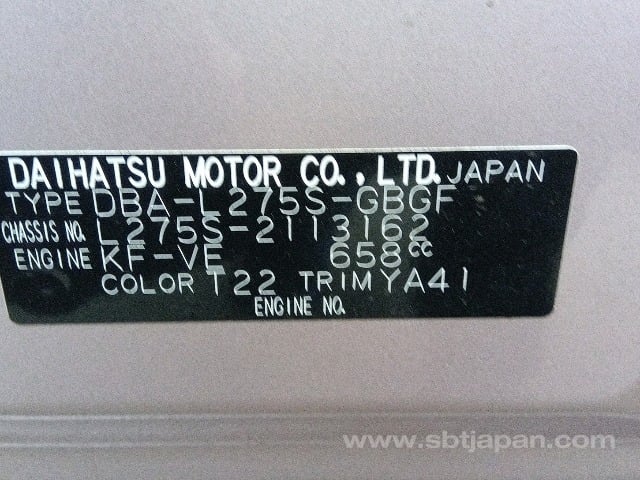 DAIHATSU MOTOR CO., LTD. JAPAN
TYPE DBA-L275S-GBGF
CHASSIS NO. L275S-2113162
ENGINE KF-VE 658cc
COLOR T22 TRIM YA41
ENGINE NO.
www.sbtjapan.com